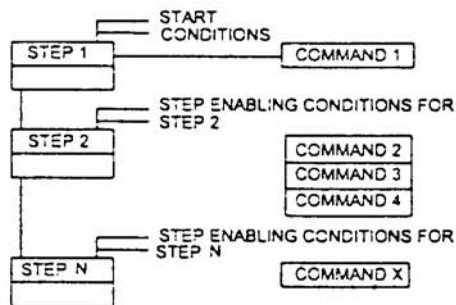 START
CONDITIONS
STEP 1
COMMAND 1
STEP ENABLING CONDITIONS FOR
STEP 2
STEP 2
COMMAND 2
COMMAND 3
COMMAND 4
STEP ENABLING CONDITIONS FOR
STEP N
STEP N
COMMAND X